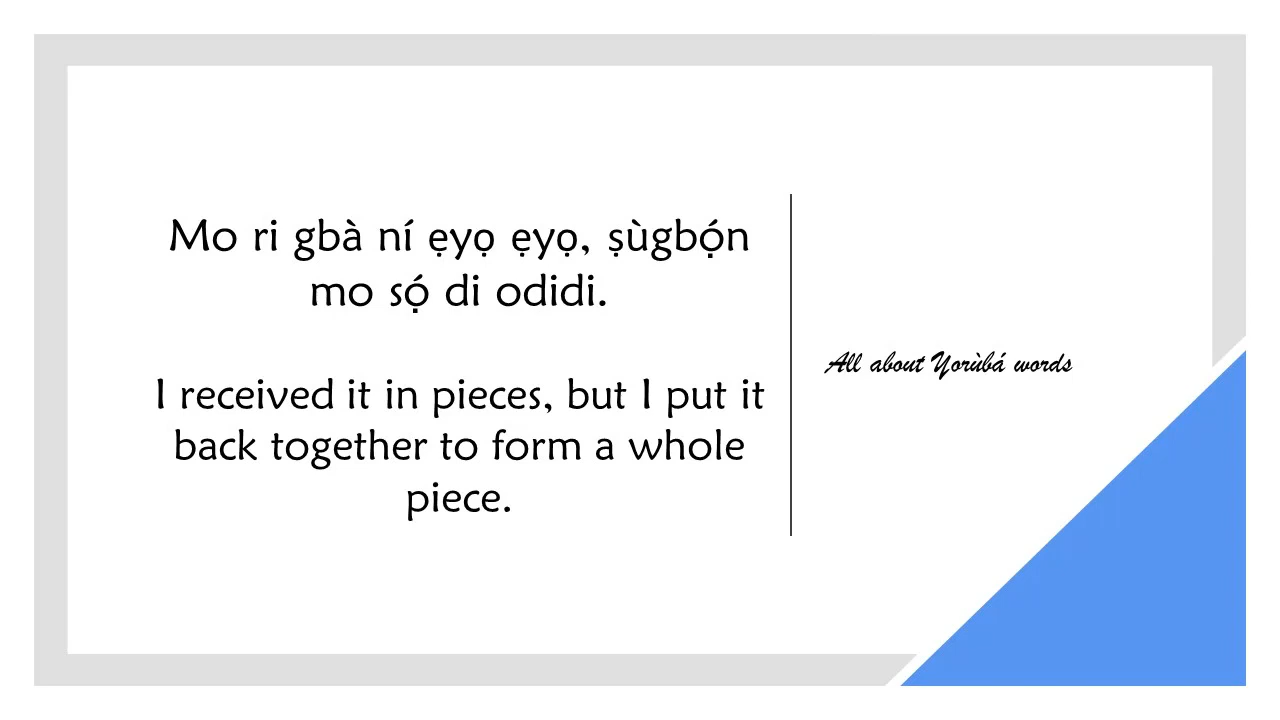 Mo ri gbà ní ẹyọ ẹyọ, ṣùgbọ́n
mo sọ́ di odidi.
I received it in pieces, but I put it
back together to form a whole
piece.
All about Yorùbá words